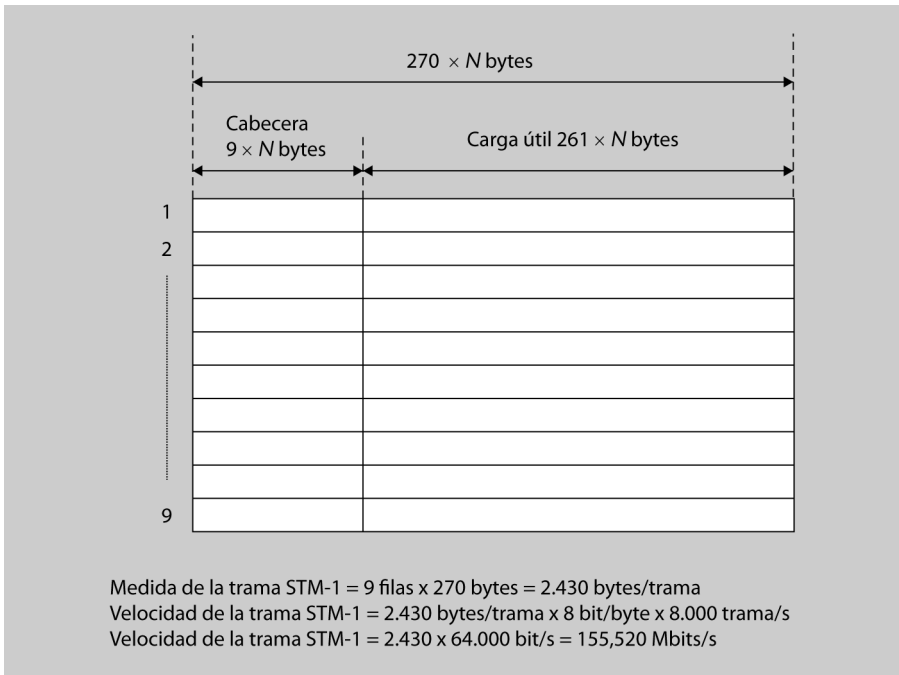 270 × N bytes
Cabecera
9 × N bytes
Carga útil 261 × N bytes
1
2
9
Medida de la trama STM-1 = 9 filas x 270 bytes = 2.430 bytes/trama
Velocidad de la trama STM-1 = 2.430 bytes/trama x 8 bit/byte x 8.000 trama/s
Velocidad de la trama STM-1 = 2.430 x 64.000 bit/s = 155,520 Mbits/s